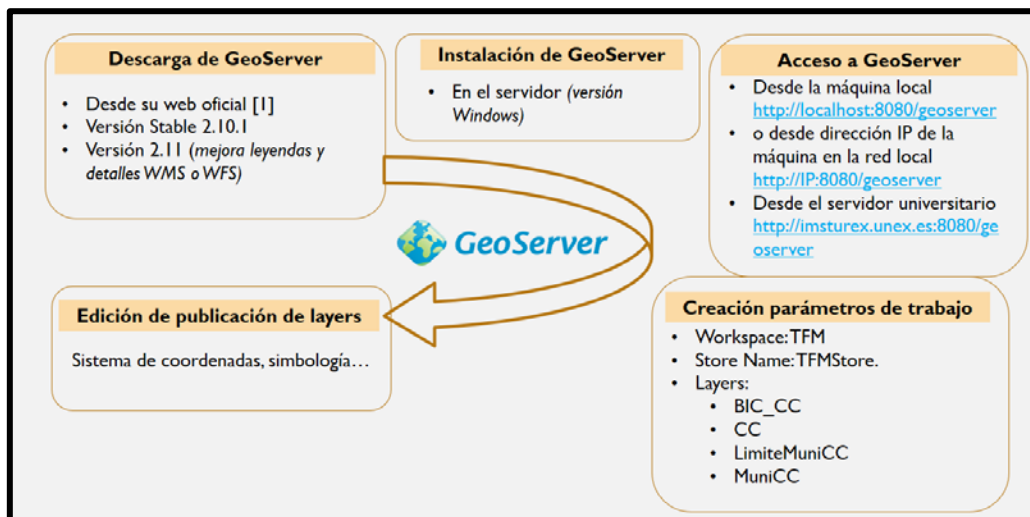 Descarga de GeoServer
• Desde su web oficial [1]
• Versión Stable 2.10.1
• Versión 2.11 (mejora leyendas y
detalles WMS o WFS)
Instalación de GeoServer
• En el servidor (versión
Windows)
Acceso a GeoServer
• Desde la máquina local
http://localhost:8080/geoserver
• o desde dirección IP de la
máquina en la red local
http://IP:8080/geoserver
• Desde el servidor universitario
http://imsturex.unex.es:8080/ge
oserver
GeoServer
Creación parámetros de trabajo
• Workspace:TFM
• Store Name:TFMStore.
• Layers:
• BIC_CC
• CC
• LimiteMuniCC
• MuniCC
Edición de publicación de layers
Sistema de coordenadas, simbología…